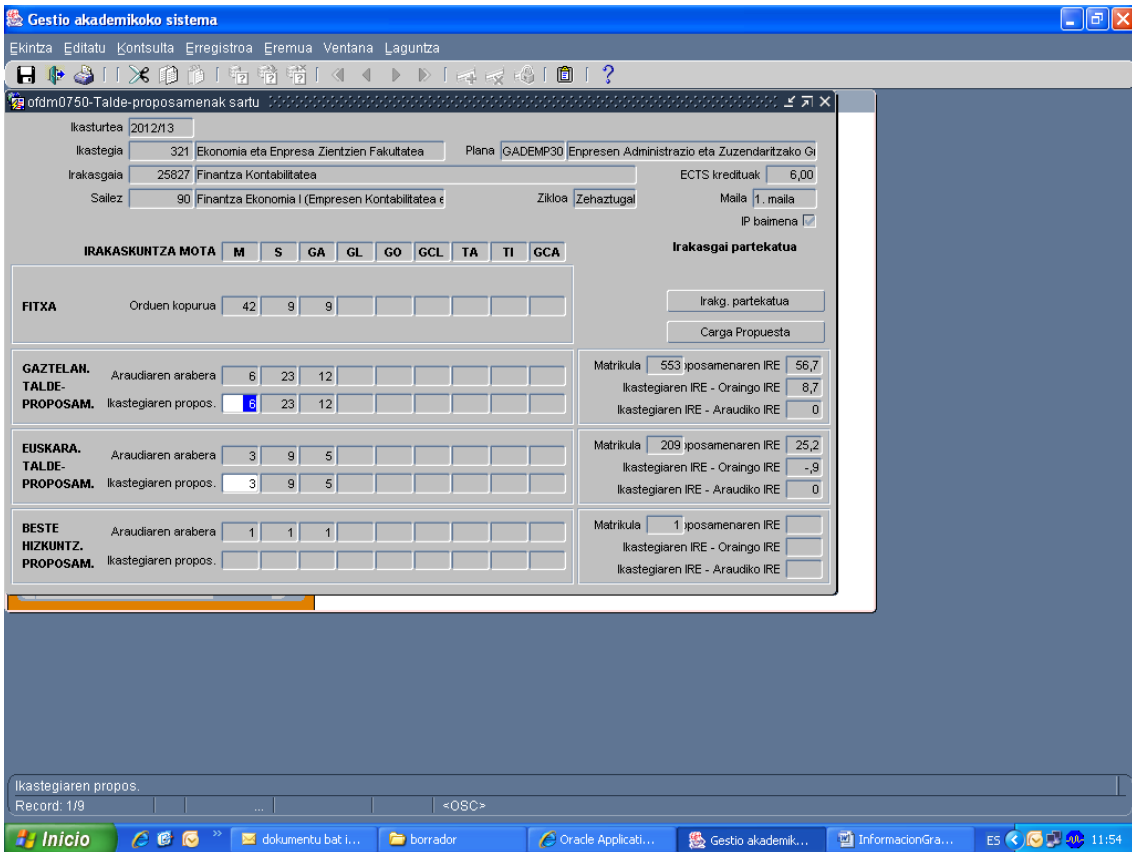 Gestio akademikoko sistema
Ekintza Editatu Kontsulta Erregistroa Eremua Ventana Laguntza
ofdm0750-Talde-proposamenak sartu
Ikasturtea 2012/13
Ikastegia 321 Ekonomia eta Enpresa Zientzien Fakultatea Plana GADEMP30 Enpresen Administrazio eta Zuzendaritzako G
Irakasgaia 25827 Finantza Kontabilitatea ECTS kredituak 6,00
Sailez 90 Finantza Ekonomia I (Empresen Kontabilitatea e Zikloa Zehaztugal Maila 1. maila
IP baimena
IRAKASKUNTZA MOTA M S GA GL GO GCL TA TI GCA Irakasgai partekatua
FITXA Orduen kopurua 42 9 9 Irakg. partekatua
Carga Propuesta
GAZTELAN. TALDE-PROPOSAM.
Araudiaren arabera 6 23 12 Matrikula 553 posamenaren IRE 56,7
Ikastegiaren IRE - Oraingo IRE 8,7
Ikastegiaren propos. 6 23 12 Ikastegiaren IRE - Araudiko IRE 0
EUSKARA. TALDE-PROPOSAM.
Araudiaren arabera 3 9 5 Matrikula 209 posamenaren IRE 25,2
Ikastegiaren IRE - Oraingo IRE -,9
Ikastegiaren propos. 3 9 5 Ikastegiaren IRE - Araudiko IRE 0
BESTE HIZKUNTZ. PROPOSAM.
Araudiaren arabera 1 1 1 Matrikula 1 posamenaren IRE
Ikastegiaren IRE - Oraingo IRE
Ikastegiaren propos. Ikastegiaren IRE - Araudiko IRE
Ikastegiaren propos.
Record: 1/9 ... <OSC>
Inicio » dokumentu bat i... borrador Oracle Applicati... Gestio akademik... InformacionGra... ES 11:54